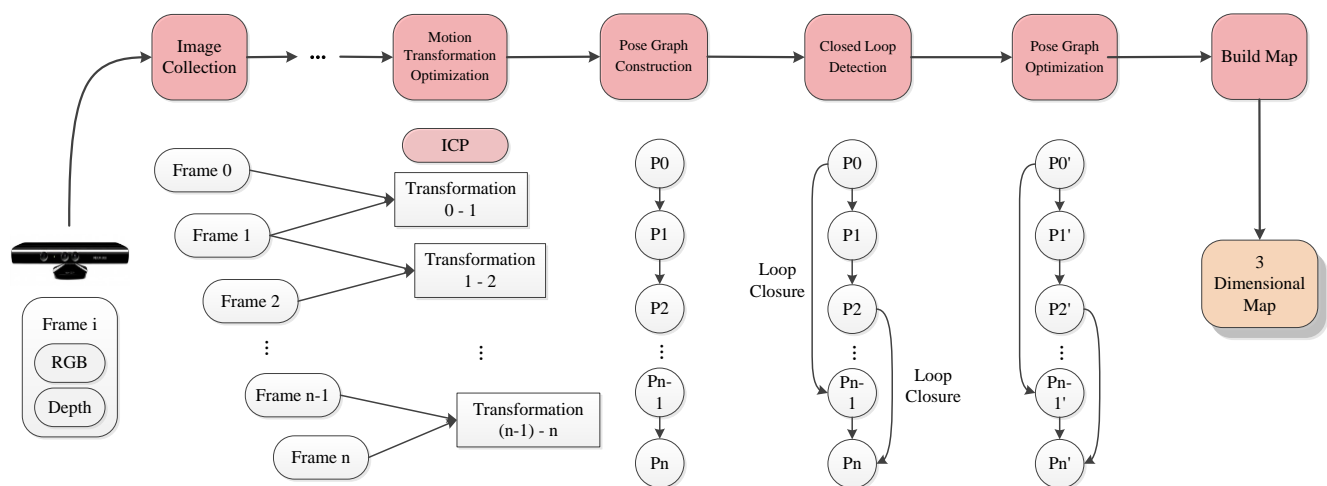 Image
Collection
...
Motion
Transformation
Optimization
Pose Graph
Construction
Closed Loop
Detection
Pose Graph
Optimization
Build Map
ICP
Frame 0
Transformation
0 - 1
Frame 1
Transformation
1 - 2
Frame 2
...
...
Frame n-1
Transformation
(n-1) - n
Frame n
Frame i
RGB
Depth
P0
P1
P2
...
Pn-
1
Pn
P0
P1
P2
...
Pn-
1
Pn
Loop
Closure
Loop
Closure
P0'
P1'
P2'
...
Pn-
1'
Pn'
3
Dimensional
Map